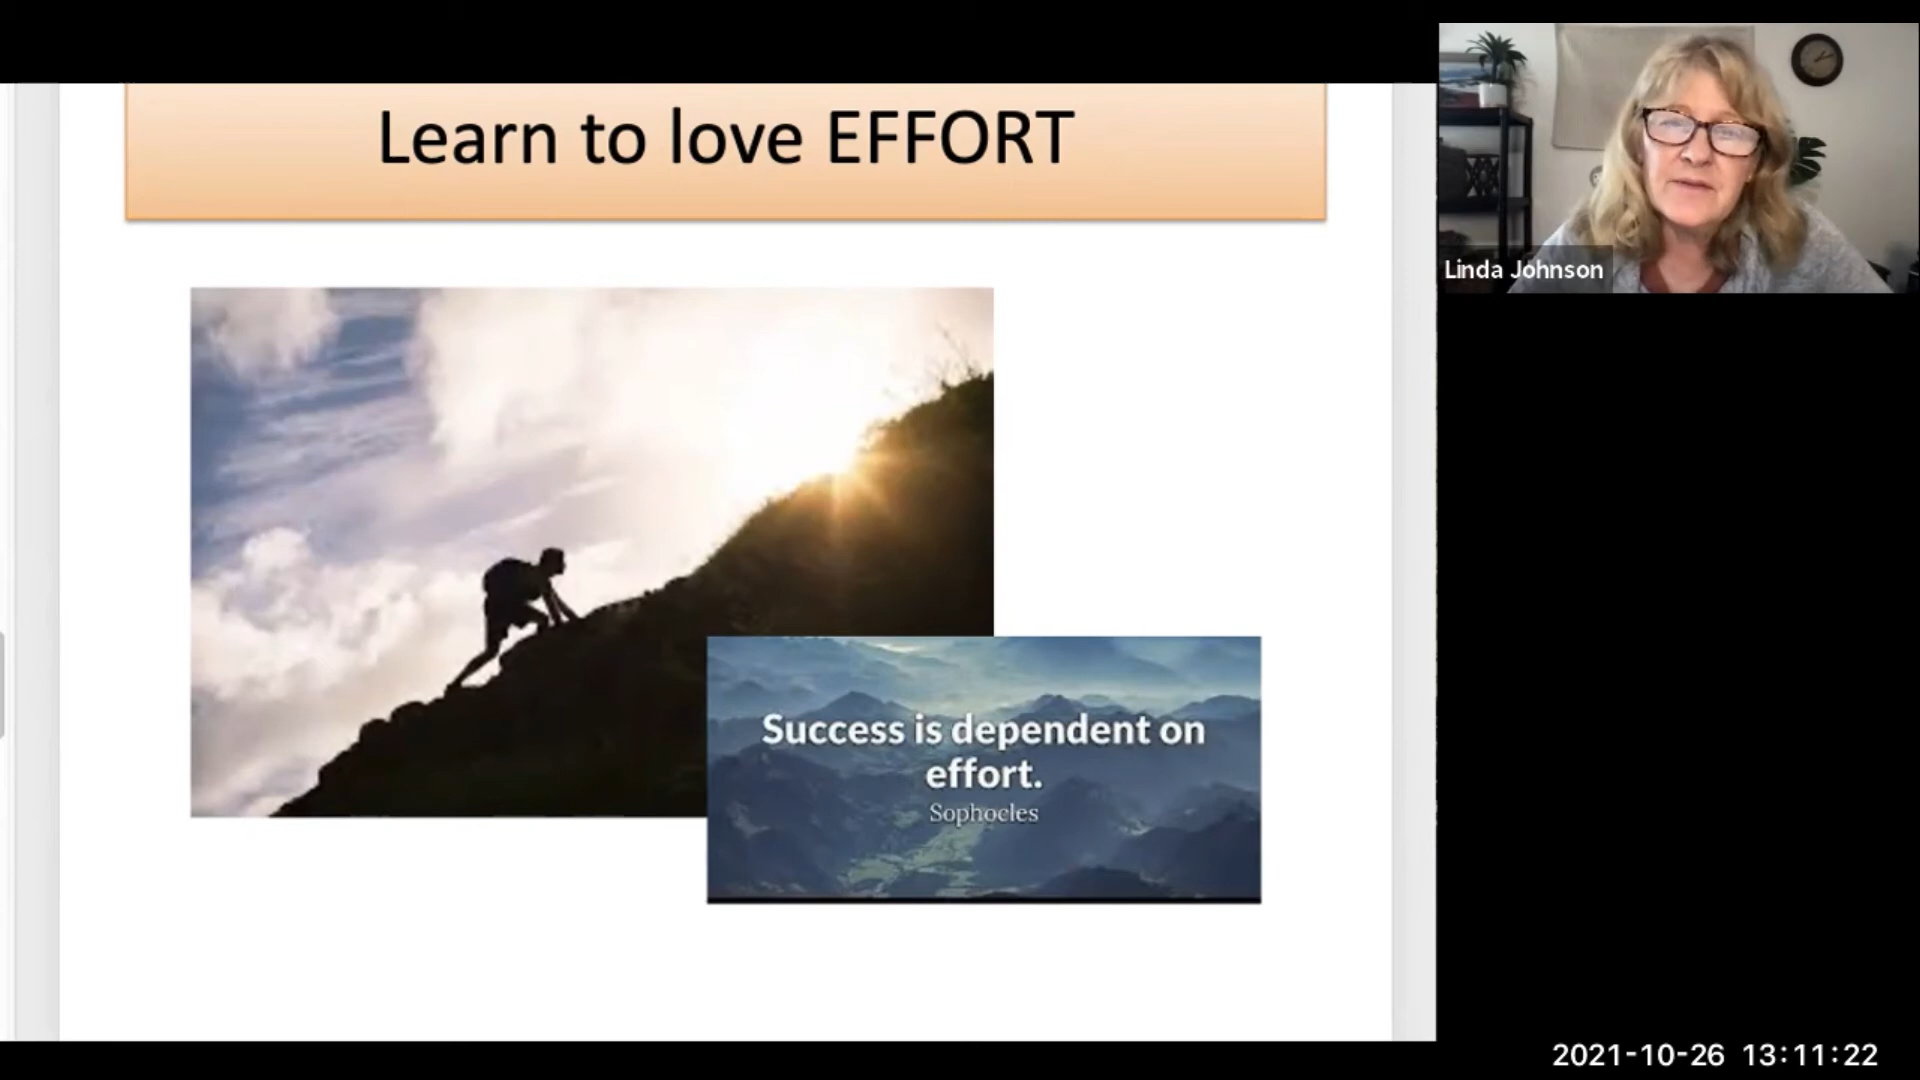 Learn to love EFFORT
Linda Johnson
Success is dependent on
effort.
Sophocles
2021-10-26 13:11:22